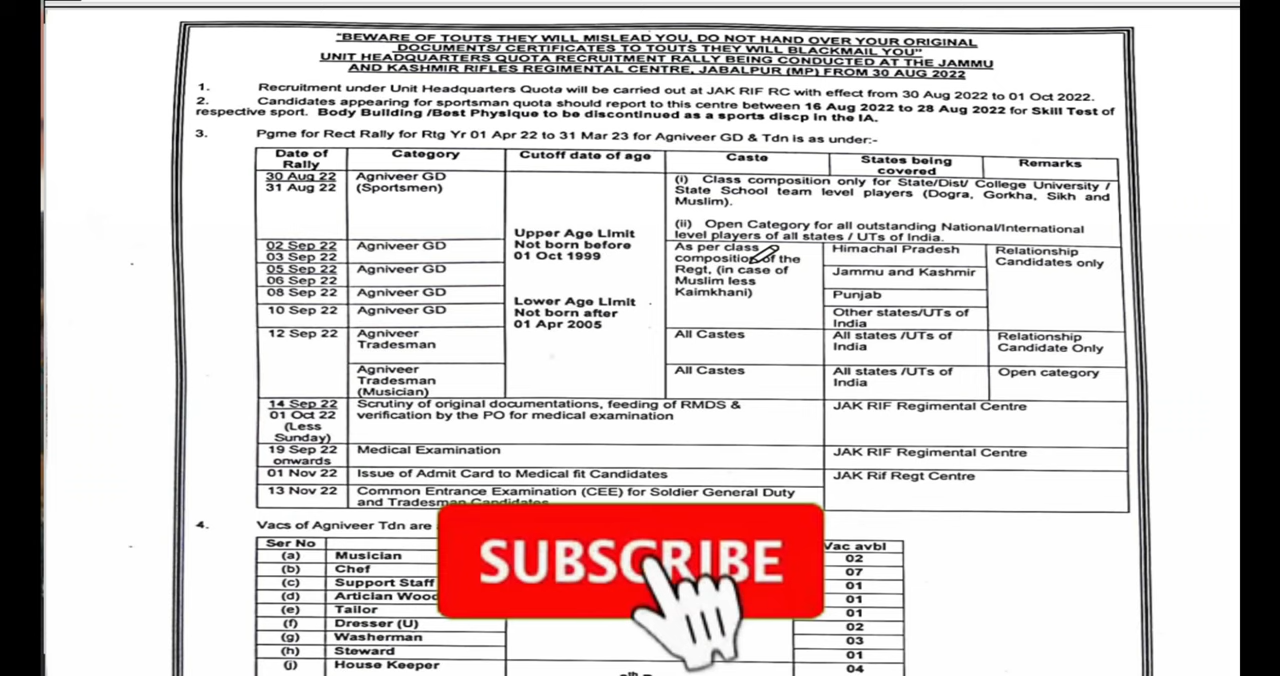 "BEWARE OF TOUTS THEY WILL MISLEAD YOU, DO NOT HAND OVER YOUR ORIGINAL
DOCUMENTS/ CERTIFICATES TO TOUTS THEY WILL BLACKMAIL YOU"
UNIT HEADQUARTERS QUOTA RECRUITMENT RALLY BEING CONDUCTED AT THE JAMMU
AND KASHMIR RIFLES REGIMENTAL CENTRE, JABALPUR (MP) FROM 30 AUG 2022
1. Recruitment under Unit Headquarters Quota will be carried out at JAK RIF RC with effect from 30 Aug 2022 to 01 Oct 2022.
2. Candidates appearing for sportsman quota should report to this centre between 16 Aug 2022 to 28 Aug 2022 for Skill Test of
respective sport. Body Building /Best Physique to be discontinued as a sports discp in the IA.
3. Pgme for Rect Rally for Rtg Yr 01 Apr 22 to 31 Mar 23 for Agniveer GD & Tdn is as under:-
Date of Rally Category Cutoff date of age Caste States being covered Remarks
30 Aug 22
31 Aug 22
Agniveer GD
(Sportsmen)
Upper Age Limit
Not born before
01 Oct 1999
Lower Age Limit
Not born after
01 Apr 2005
(i) Class composition only for State/Dist/ College University /
State School team level players (Dogra, Gorkha, Sikh and
Muslim).
(ii) Open Category for all outstanding National/International
level players of all states / UTs of India.
02 Sep 22
03 Sep 22
Agniveer GD
As per class
composition of the
Regt, (in case of
Muslim less
Kaimkhani)
Himachal Pradesh
Relationship
Candidates only
05 Sep 22
06 Sep 22
Agniveer GD
Jammu and Kashmir
08 Sep 22 Agniveer GD Punjab
10 Sep 22 Agniveer GD
Other states/UTs of
India
12 Sep 22
Agniveer
Tradesman
All Castes
All states /UTs of
India
Relationship
Candidate Only
Agniveer
Tradesman
(Musician)
All Castes
All states /UTs of
India
Open category
14 Sep 22
01 Oct 22
(Less
Sunday)
Scrutiny of original documentations, feeding of RMDS &
verification by the PO for medical examination
JAK RIF Regimental Centre
19 Sep 22
onwards
Medical Examination
JAK RIF Regimental Centre
01 Nov 22 Issue of Admit Card to Medical fit Candidates JAK Rif Regt Centre
13 Nov 22
Common Entrance Examination (CEE) for Soldier General Duty
and Tradesman Candidates
4. Vacs of Agniveer Tdn are
Ser No Vac avbl
(a) Musician 02
(b) Chef 07
(c) Support Staff 01
(d) Artician Wood 01
(e) Tailor 01
(f) Dresser (U) 02
(g) Washerman 03
(h) Steward 01
(j) House Keeper 04
SUBSCRIBE